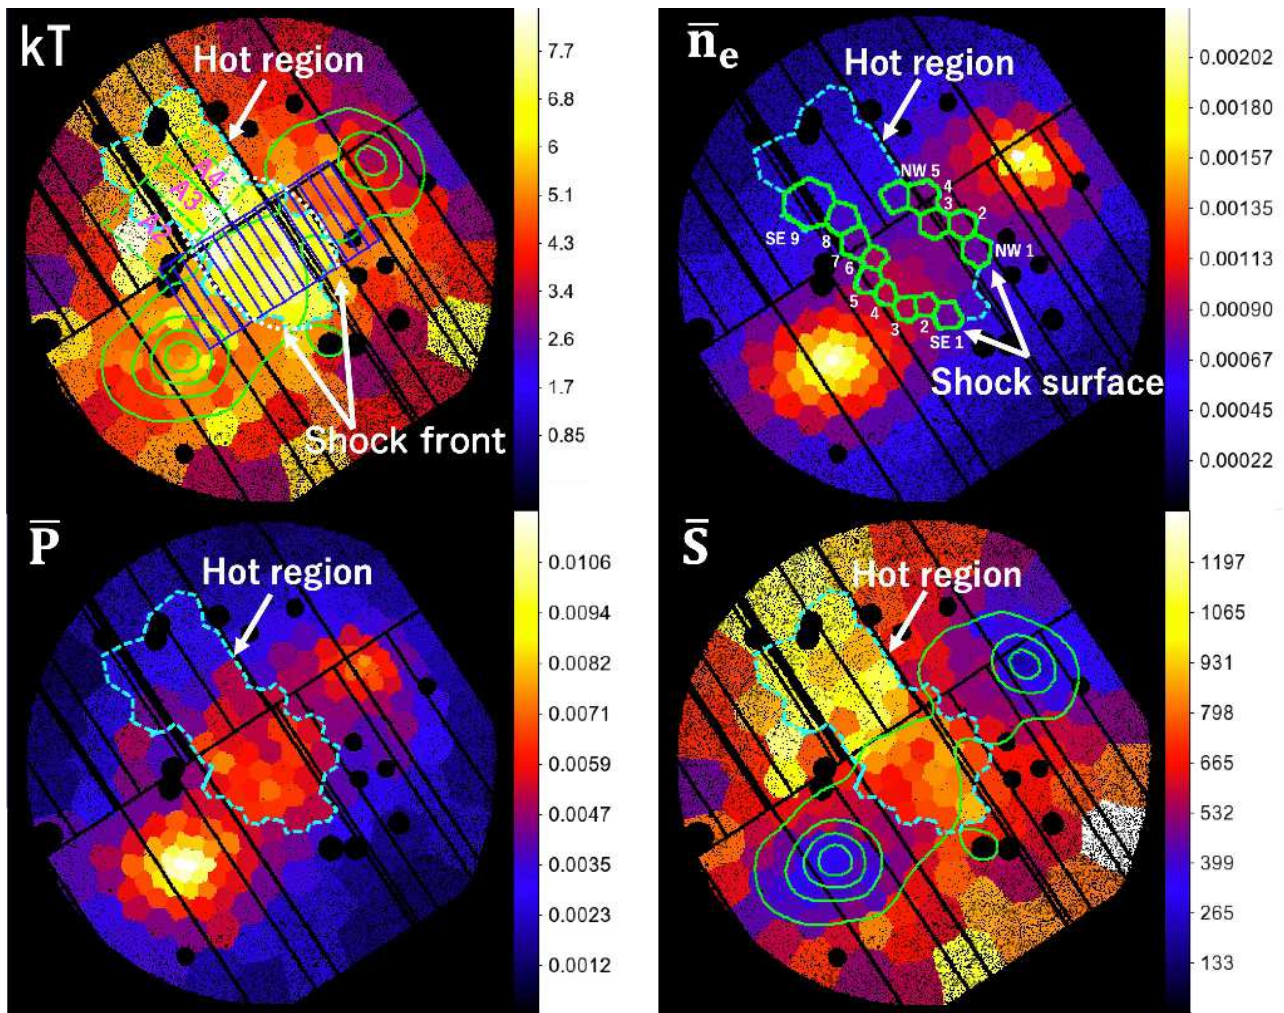 kT
Hot region
A4
A3
A2
Shock front
7.7
6.8
6
5.1
4.3
3.4
2.6
1.7
0.85
n̅e
Hot region
NW 5
4
3
2
NW 1
SE 9
8
7
6
5
4
3
2
SE 1
Shock surface
0.00202
0.00180
0.00157
0.00135
0.00112
0.00090
0.00067
0.00045
0.00022
P̅
Hot region
0.0106
0.0094
0.0082
0.0071
0.0059
0.0047
0.0035
0.0023
0.0012
S̅
Hot region
1197
1065
931
798
665
532
399
265
133